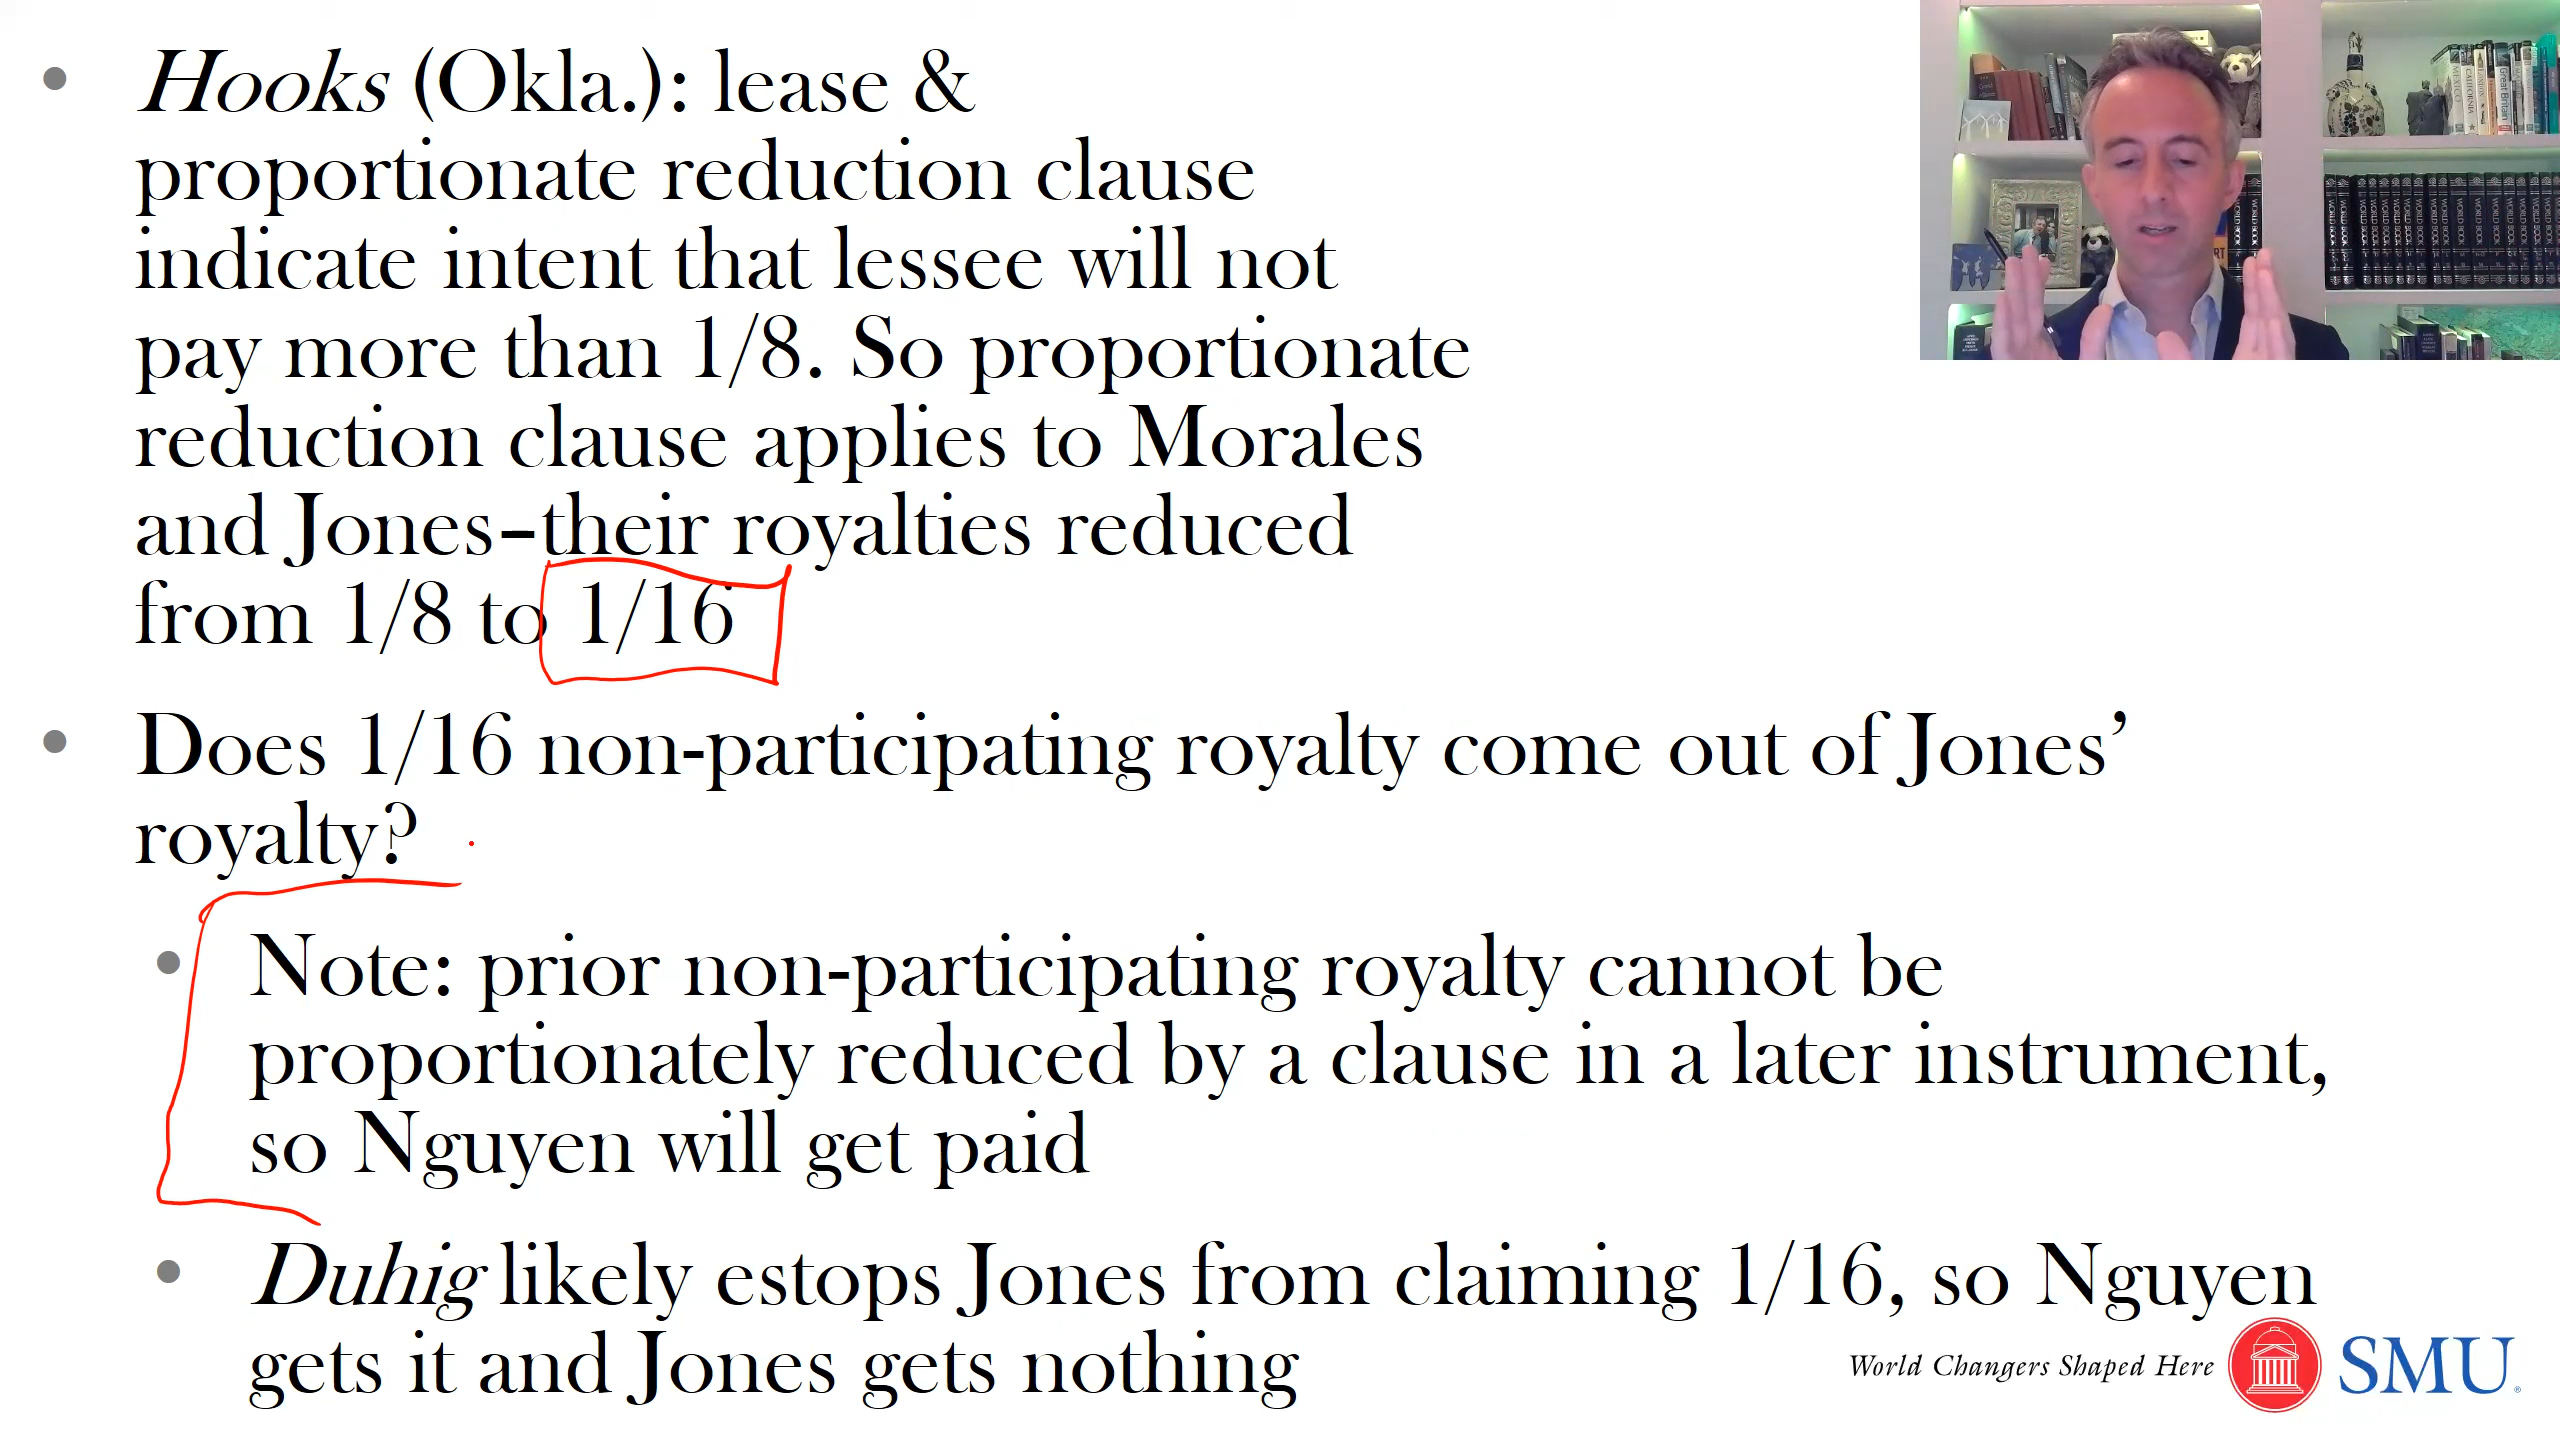 Hooks (Okla.): lease &
proportionate reduction clause
indicate intent that lessee will not
pay more than 1/8. So proportionate
reduction clause applies to Morales
and Jones–their royalties reduced
from 1/8 to 1/16
Does 1/16 non-participating royalty come out of Jones’
royalty?
Note: prior non-participating royalty cannot be
proportionately reduced by a clause in a later instrument,
so Nguyen will get paid
Duhig likely estops Jones from claiming 1/16, so Nguyen
gets it and Jones gets nothing
World Changers Shaped Here
SMU®